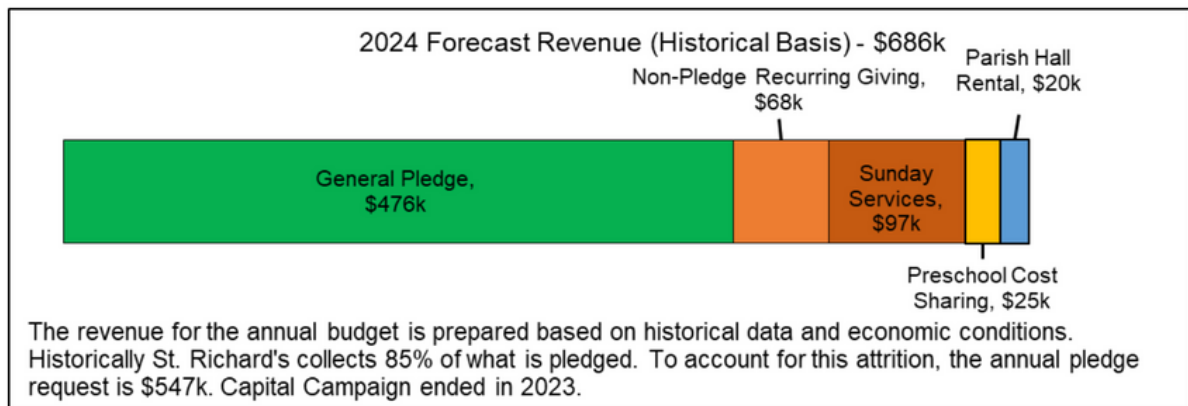 2024 Forecast Revenue (Historical Basis) - $686k
Non-Pledge Recurring Giving,
$68k
Parish Hall
Rental, $20k
General Pledge,
$476k
Sunday
Services,
$97k
Preschool Cost
Sharing, $25k
The revenue for the annual budget is prepared based on historical data and economic conditions.
Historically St. Richard's collects 85% of what is pledged. To account for this attrition, the annual pledge
request is $547k. Capital Campaign ended in 2023.